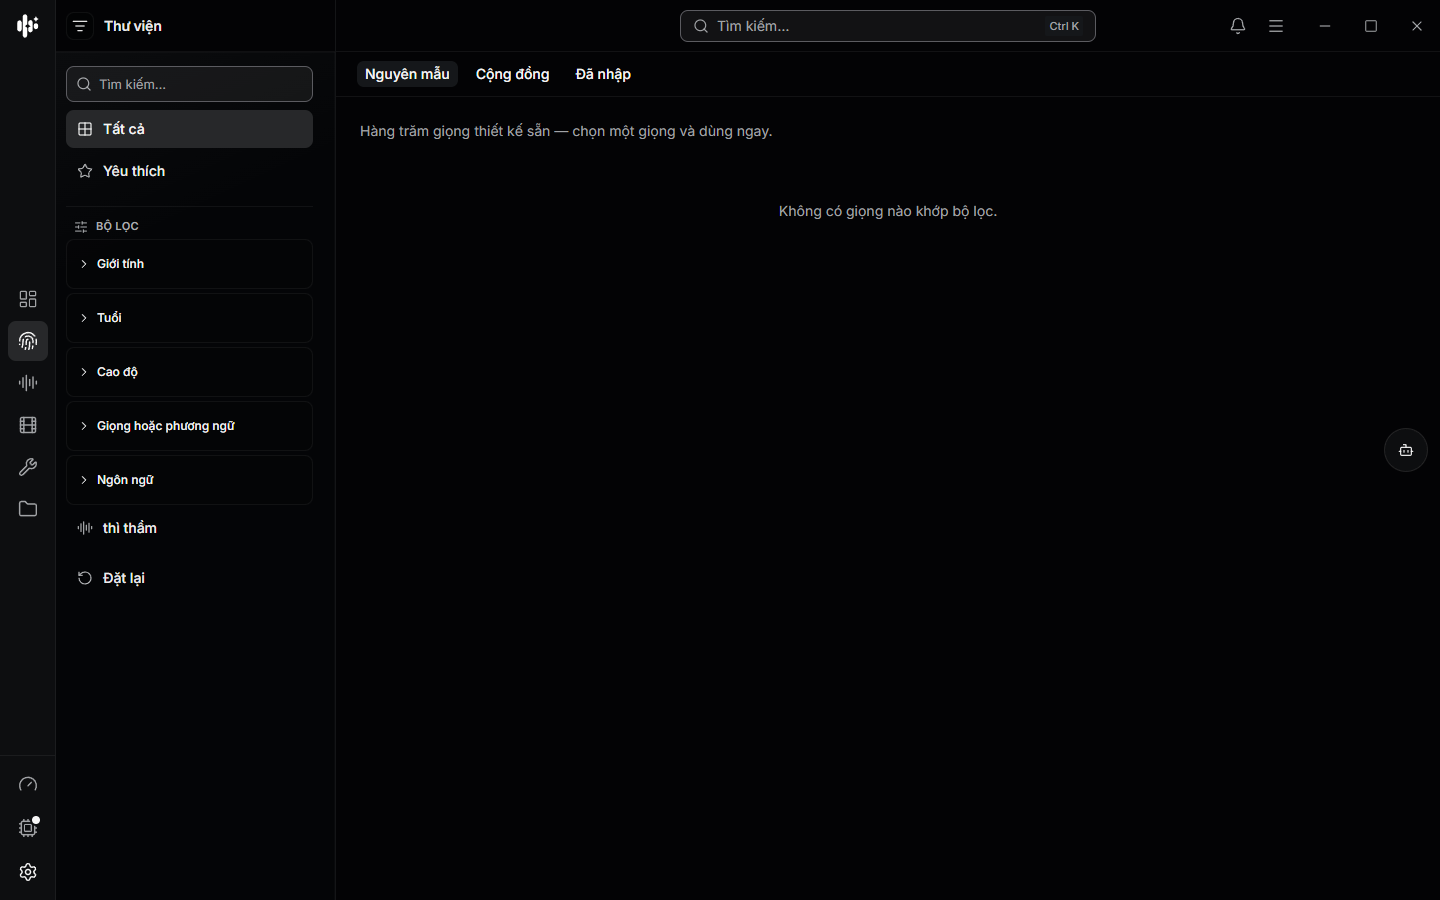 Thư viện
Tìm kiếm...
Ctrl K
Tìm kiếm...
Tất cả
Yêu thích
BỘ LỌC
Giới tính
Tuổi
Cao độ
Giọng hoặc phương ngữ
Ngôn ngữ
thì thầm
Đặt lại
Nguyên mẫu
Cộng đồng
Đã nhập
Hàng trăm giọng thiết kế sẵn — chọn một giọng và dùng ngay.
Không có giọng nào khớp bộ lọc.